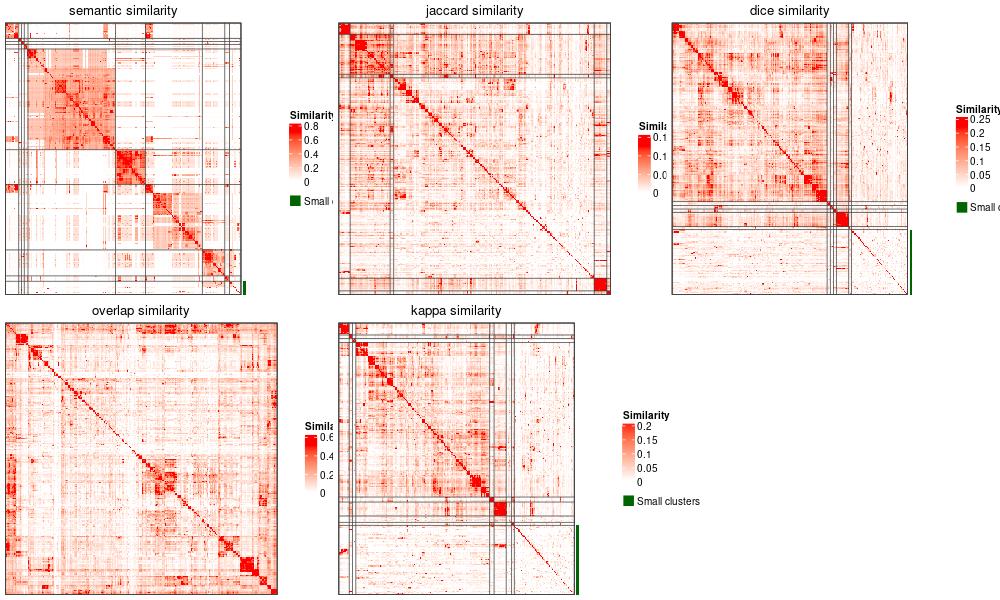 semantic similarity
Similarity
0.8
0.6
0.4
0.2
0
Small
jaccard similarity
0.1
0.1
0.0
0
dice similarity
Similarity
0.25
0.2
0.15
0.1
0.05
0
Small c
overlap similarity
0.6
0.4
0.2
0
kappa similarity
Similarity
0.2
0.15
0.1
0.05
0
Small clusters